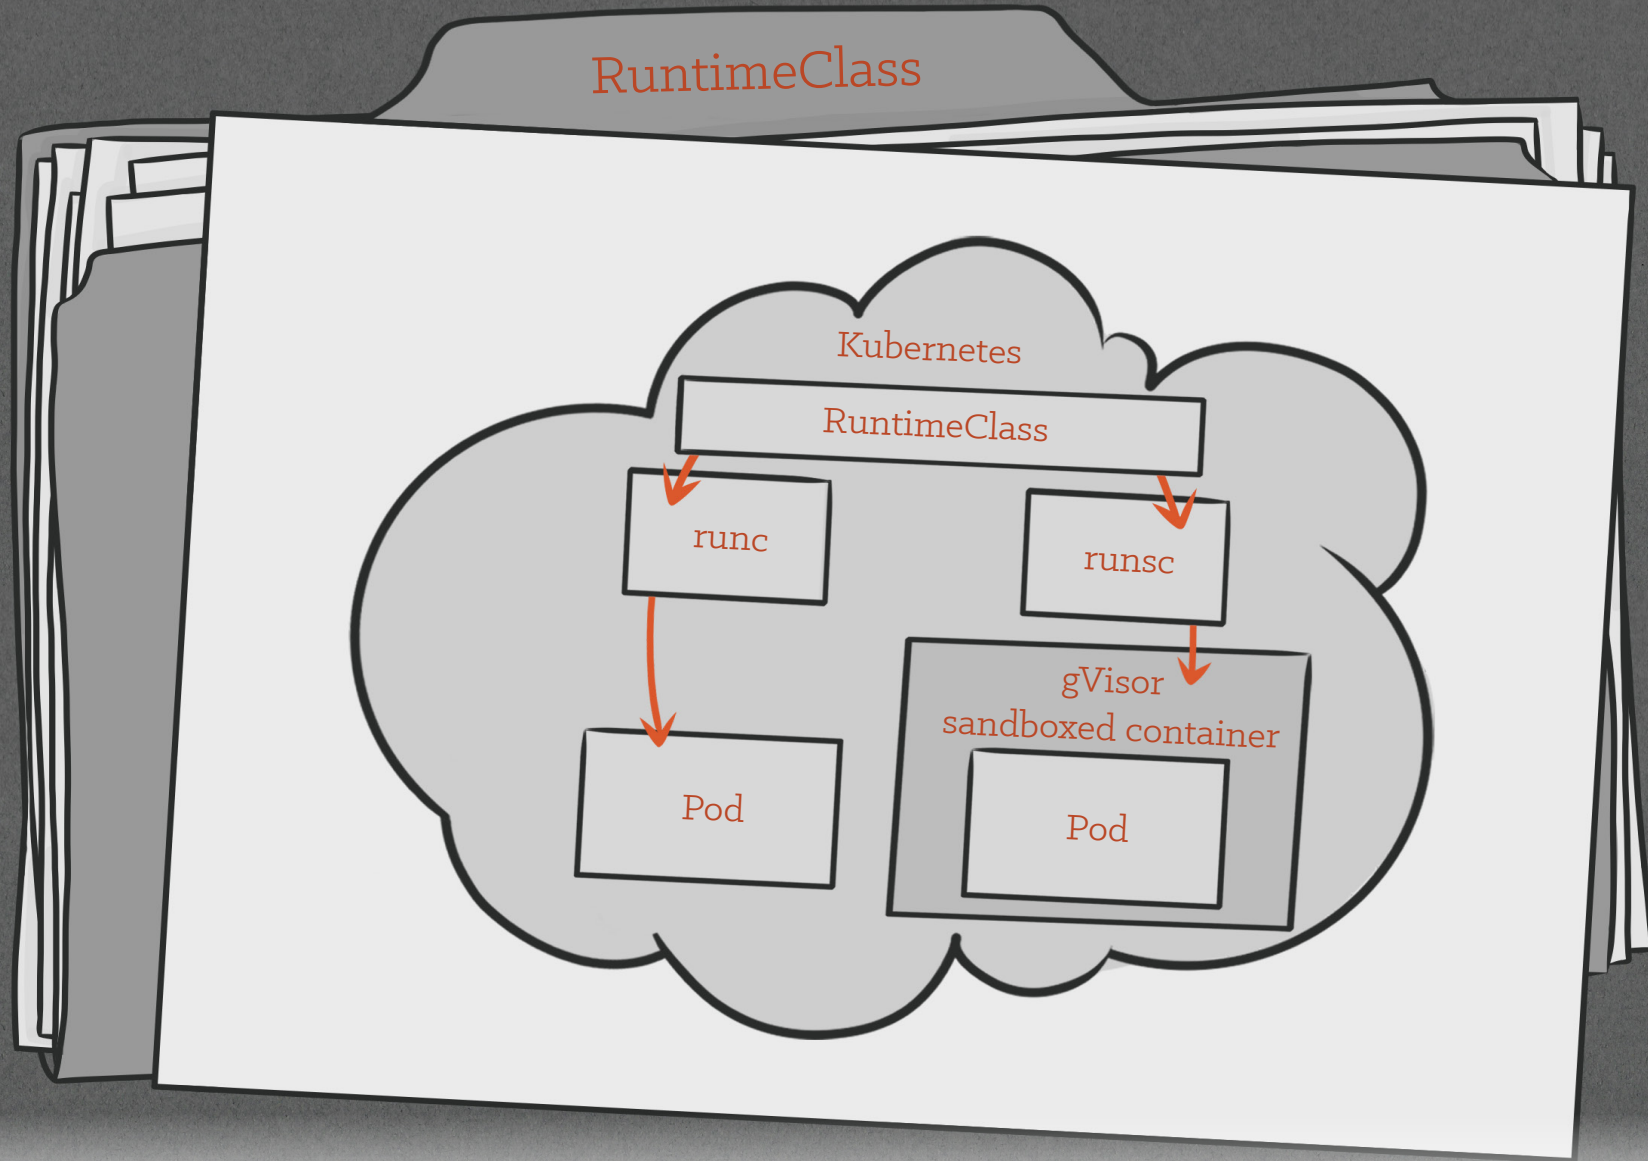 RuntimeClass
Kubernetes
RuntimeClass
runc
runsc
gVisor
sandboxed container
Pod
Pod